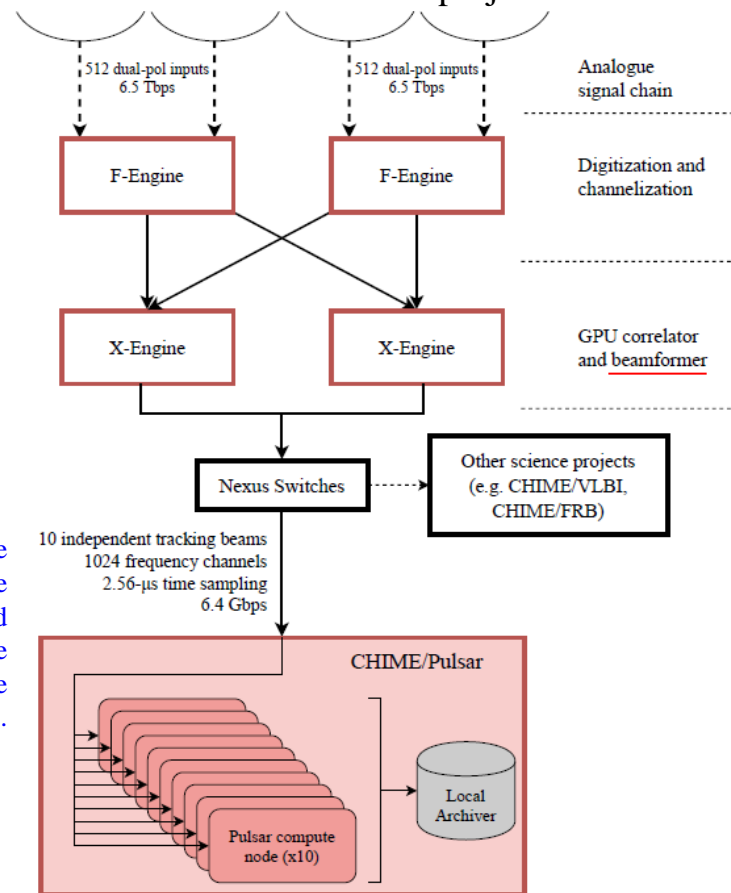 512 dual-pol inputs
6.5 Tbps
512 dual-pol inputs
6.5 Tbps
Analogue
signal chain
F-Engine
F-Engine
Digitization and
channelization
X-Engine
X-Engine
GPU correlator
and beamformer
Nexus Switches
Other science projects
(e.g. CHIME/VLBI,
CHIME/FRB)
10 independent tracking beams
1024 frequency channels
2.56-μs time sampling
6.4 Gbps
CHIME/Pulsar
Pulsar compute
node (x10)
Local
Archiver